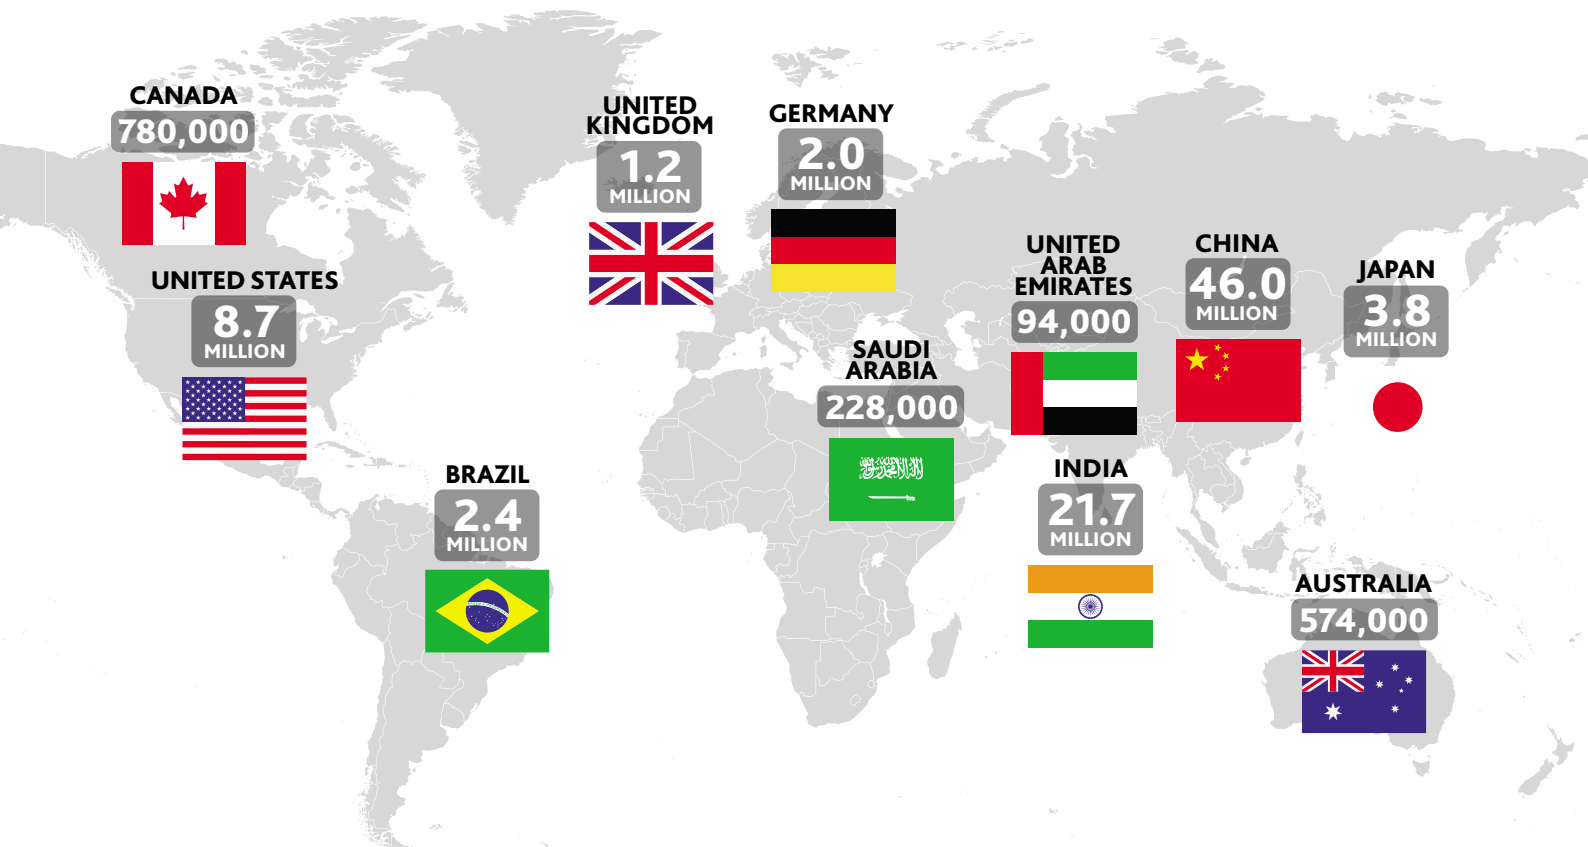 CANADA
780,000
UNITED STATES
8.7
MILLION
BRAZIL
2.4
MILLION
UNITED
KINGDOM
1.2
MILLION
GERMANY
2.0
MILLION
SAUDI
ARABIA
228,000
UNITED
ARAB
EMIRATES
94,000
INDIA
21.7
MILLION
CHINA
46.0
MILLION
JAPAN
3.8
MILLION
AUSTRALIA
574,000